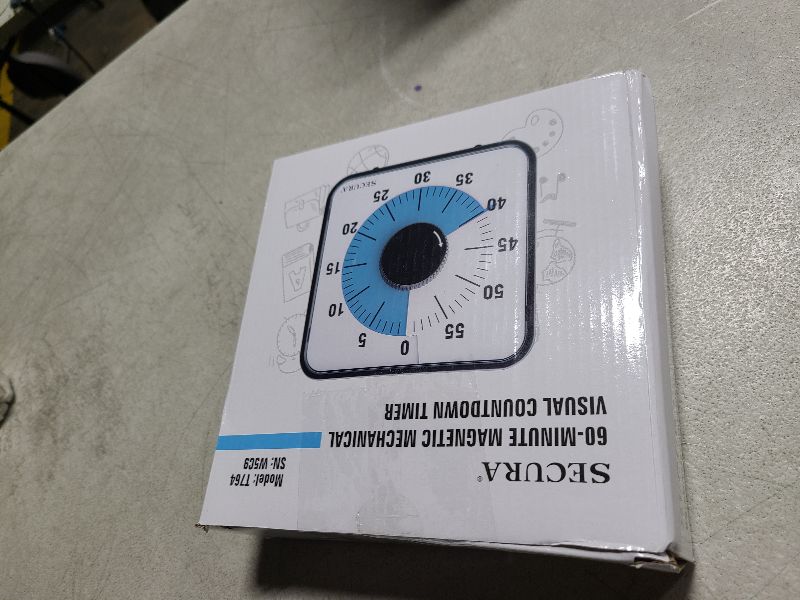 SECURA®
60-MINUTE MAGNETIC MECHANICAL
VISUAL COUNTDOWN TIMER
Model: T764
SN: W5C9
0
55
50
45
40
35
30
25
20
15
10
5
SECURA
A